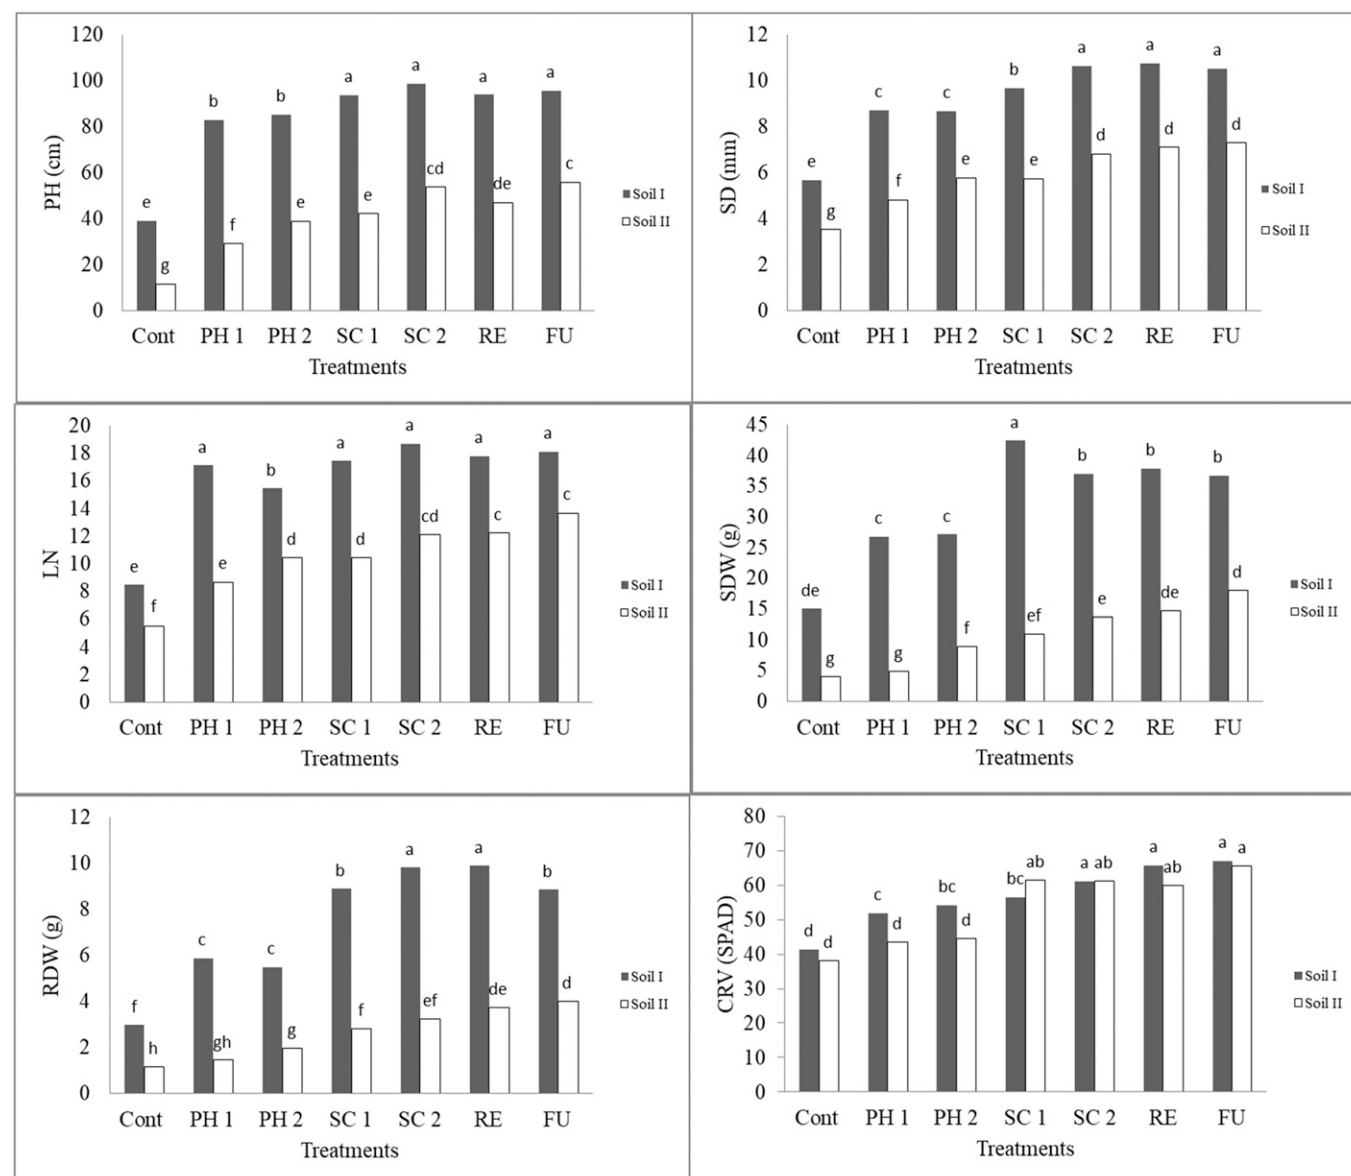 PH (cm)
120
100
80
60
40
20
0
e g
b f
b e
a e
a cd
a de
a c
Cont PH 1 PH 2 SC 1 SC 2 RE FU
Treatments
Soil I
Soil II
SD (mm)
12
10
8
6
4
2
0
e g
c f
c e
b e
a d
a d
a d
Cont PH 1 PH 2 SC 1 SC 2 RE FU
Treatments
Soil I
Soil II
LN
20
18
16
14
12
10
8
6
4
2
0
e f
a e
b d
a d
a cd
a c
a c
Cont PH 1 PH 2 SC 1 SC 2 RE FU
Treatments
Soil I
Soil II
SDW (g)
45
40
35
30
25
20
15
10
5
0
de g
c g
c f
a ef
b e
b de
b d
Cont PH 1 PH 2 SC 1 SC 2 RE FU
Treatments
Soil I
Soil II
RDW (g)
12
10
8
6
4
2
0
f h
c gh
c g
b f
a ef
a de
b d
Cont PH 1 PH 2 SC 1 SC 2 RE FU
Treatments
Soil I
Soil II
CRV (SPAD)
80
70
60
50
40
30
20
10
0
d d
c d
bc d
bc ab
a ab
a ab
a a
Cont PH 1 PH 2 SC 1 SC 2 RE FU
Treatments
Soil I
Soil II